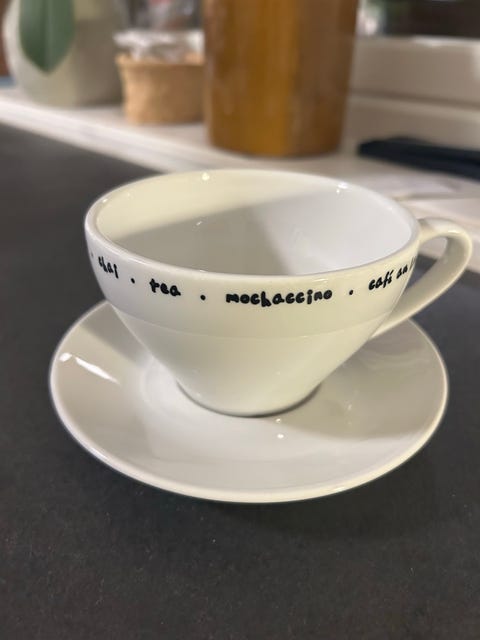 · chai · tea · mochaccino · café au